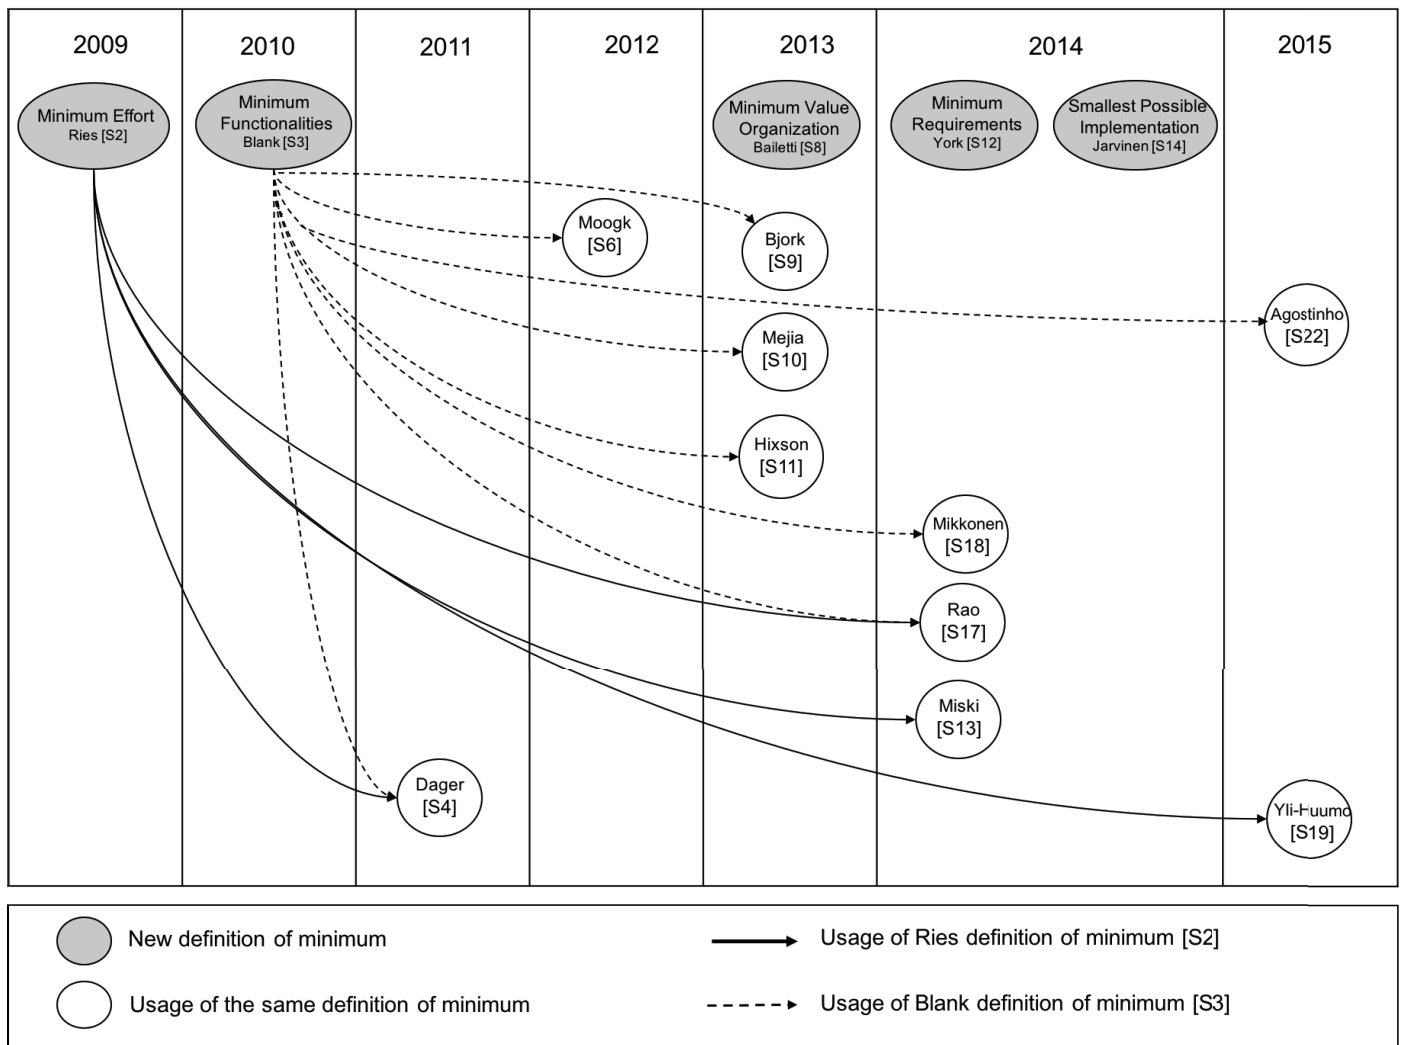 2009
2010
2011
2012
2013
2014
2015
Minimum Effort
Ries [S2]
Minimum
Functionalities
Blank [S3]
Minimum Value
Organization
Bailetti [S8]
Minimum
Requirements
York [S12]
Smallest Possible
Implementation
Jarvinen [S14]
Moogk
[S6]
Bjork
[S9]
Agostinho
[S22]
Mejia
[S10]
Hixson
[S11]
Mikkonen
[S18]
Rao
[S17]
Miski
[S13]
Dager
[S4]
Yli-Huumo
[S19]
New definition of minimum
Usage of Ries definition of minimum [S2]
Usage of the same definition of minimum
Usage of Blank definition of minimum [S3]